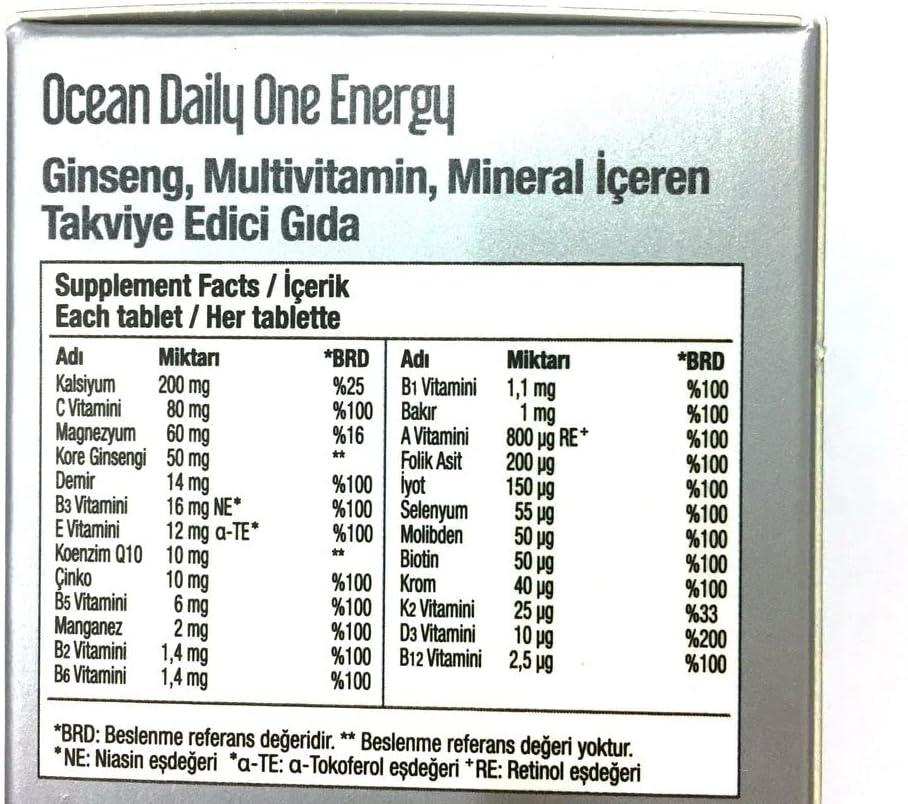 Ocean Daily One Energy
Ginseng, Multivitamin, Mineral İçeren
Takviye Edici Gıda
Supplement Facts / İçerik
Each tablet / Her tablette
Adı Miktarı *BRD
Kalsiyum 200 mg %25
C Vitamini 80 mg %100
Magnezyum 60 mg %16
Kore Ginsengi 50 mg **
Demir 14 mg %100
B3 Vitamini 16 mg NE* %100
E Vitamini 12 mg α-TE* %100
Koenzim Q10 10 mg **
Çinko 10 mg %100
B5 Vitamini 6 mg %100
Manganez 2 mg %100
B2 Vitamini 1,4 mg %100
B6 Vitamini 1,4 mg %100
Adı Miktarı *BRD
B1 Vitamini 1,1 mg %100
Bakır 1 mg %100
A Vitamini 800 µg RE+ %100
Folik Asit 200 µg %100
İyot 150 µg %100
Selenyum 55 µg %100
Molibden 50 µg %100
Biotin 50 µg %100
Krom 40 µg %100
K2 Vitamini 25 µg %33
D3 Vitamini 10 µg %200
B12 Vitamini 2,5 µg %100
*BRD: Beslenme referans değeridir. ** Beslenme referans değeri yoktur.
*NE: Niasin eşdeğeri *α-TE: α-Tokoferol eşdeğeri +RE: Retinol eşdeğeri